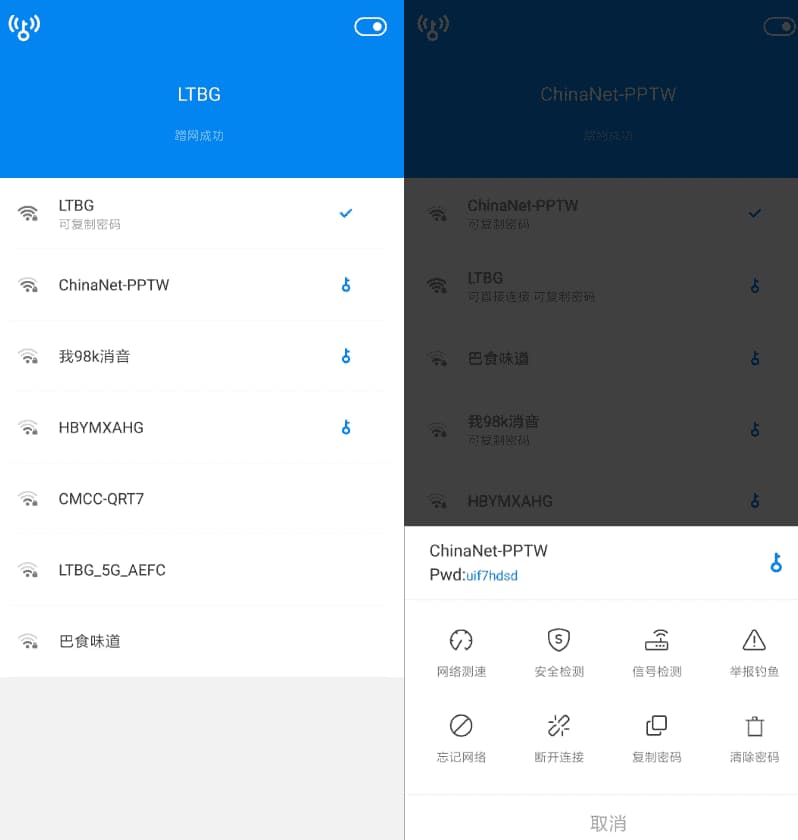 LTBG
蹭网成功
LTBG
可复制密码
ChinaNet-PPTW
我98k消音
HBYMXAHG
CMCC-QRT7
LTBG_5G_AEFC
巴食味道
ChinaNet-PPTW
蹭网成功
ChinaNet-PPTW
可复制密码
LTBG
可直接连接 可复制密码
巴食味道
我98k消音
可复制密码
HBYMXAHG
ChinaNet-PPTW
Pwd:uif7hdsd
网络测速 安全检测 信号检测 举报钓鱼
忘记网络 断开连接 复制密码 清除密码
取消